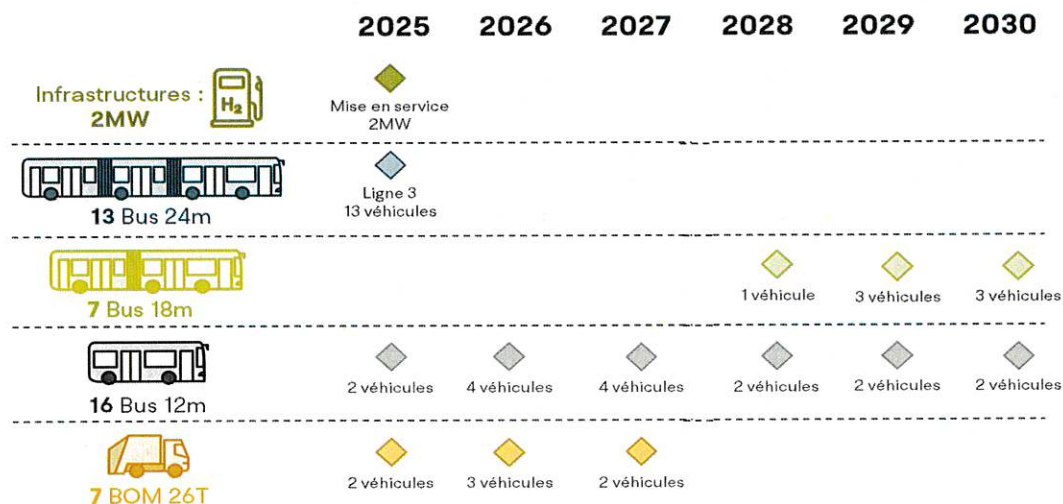 2025 2026 2027 2028 2029 2030
Infrastructures :
2MW
H₂
Mise en service
2MW
13 Bus 24m
Ligne 3
13 véhicules
7 Bus 18m
1 véhicule
3 véhicules
3 véhicules
16 Bus 12m
2 véhicules
4 véhicules
4 véhicules
2 véhicules
2 véhicules
2 véhicules
7 BOM 26T
2 véhicules
3 véhicules
2 véhicules